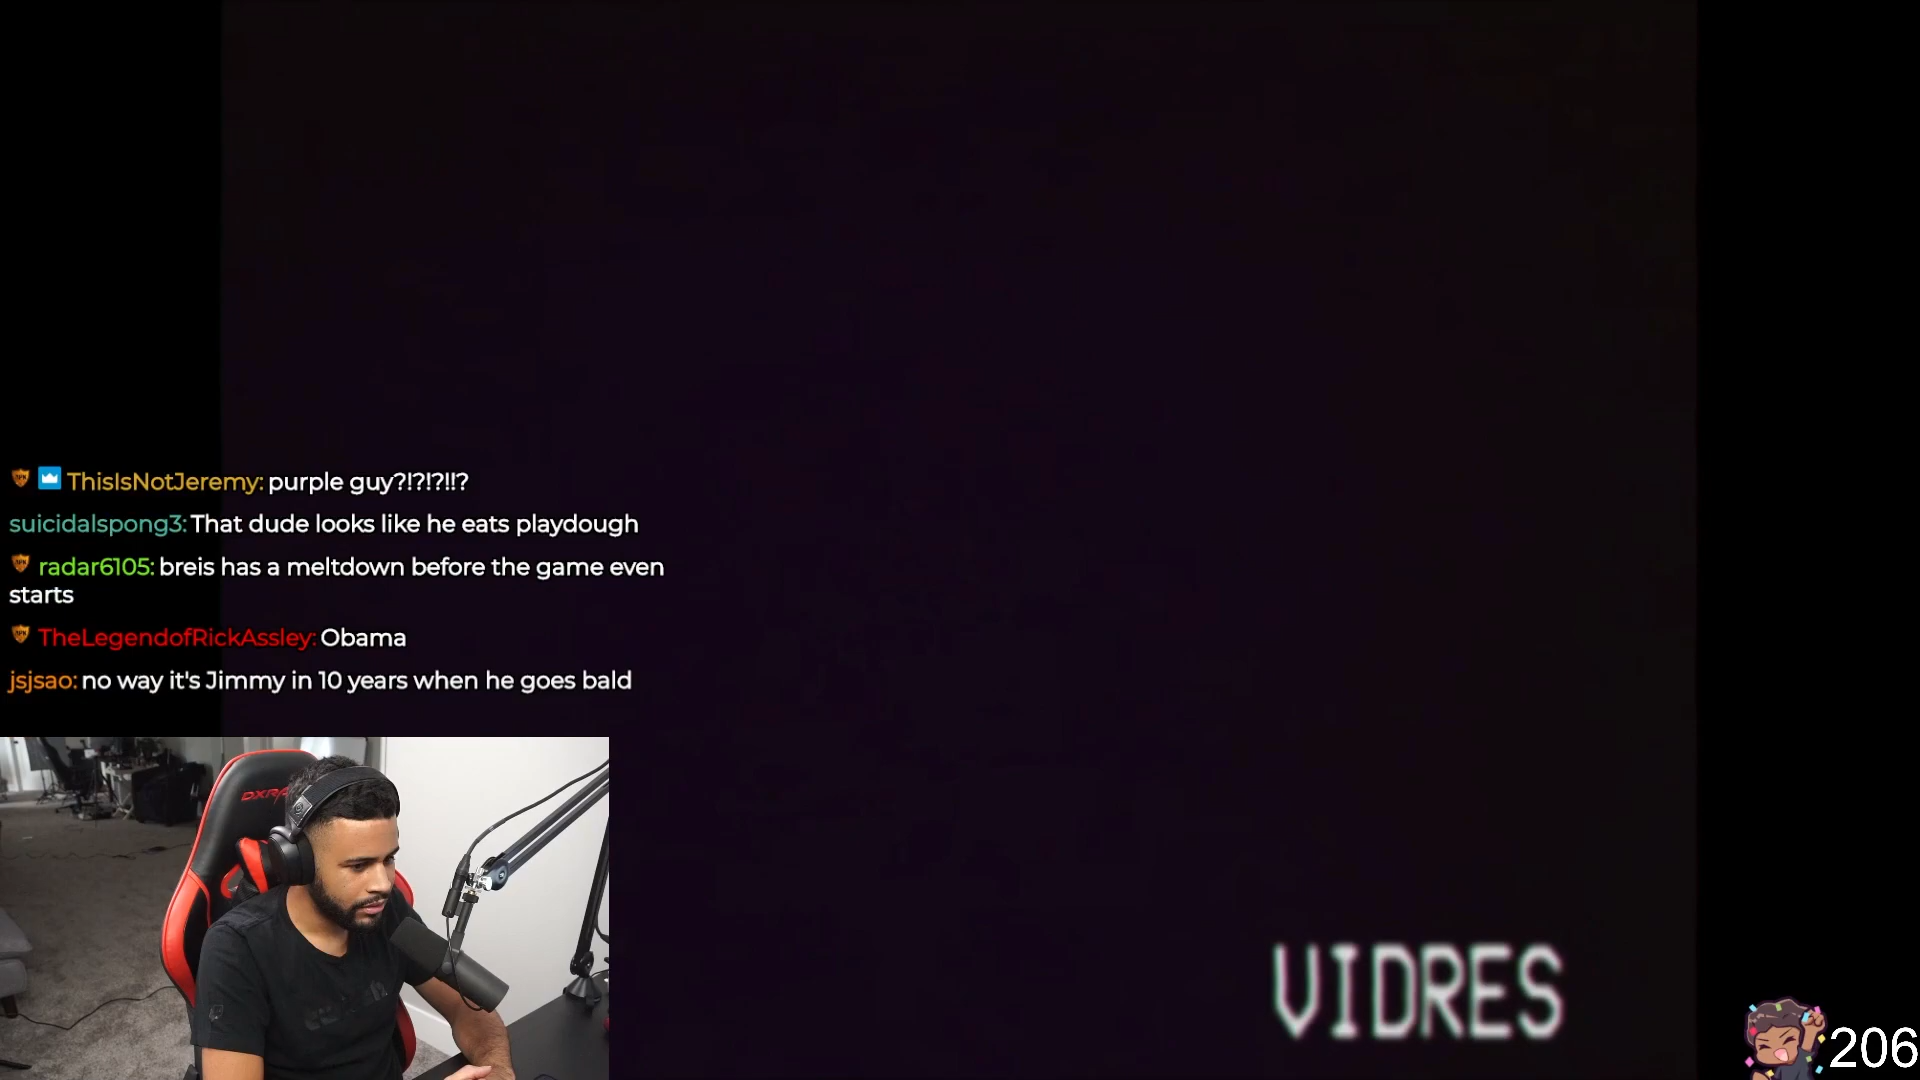 ThisIsNotJeremy: purple guy?!?!?!!?
suicidalspong3: That dude looks like he eats playdough
radar6105: breis has a meltdown before the game even
starts
TheLegendofRickAssley: Obama
jsjsao: no way it's Jimmy in 10 years when he goes bald
VIDRES
206